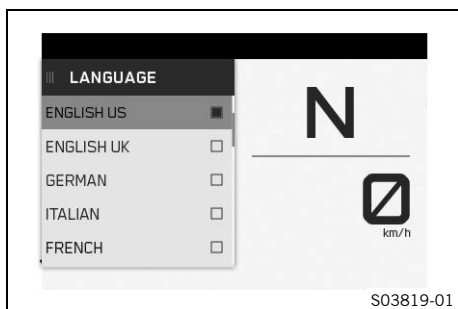 LANGUAGE
ENGLISH US
ENGLISH UK
GERMAN
ITALIAN
FRENCH
N
0
km/h
S03819-01